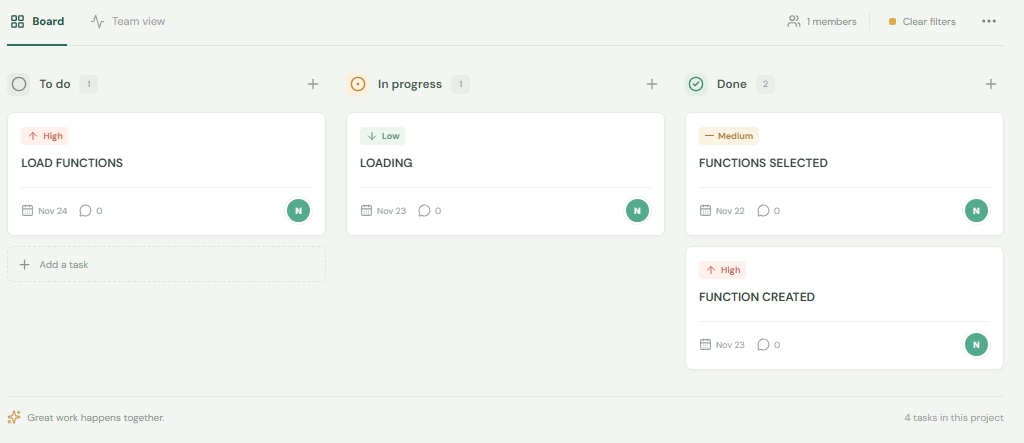 Board Team view 1 members Clear filters
To do 1 In progress 1 Done 2
High Low Medium
LOAD FUNCTIONS LOADING FUNCTIONS SELECTED
Nov 24 0 N Nov 23 0 N Nov 22 0 N
Add a task High
FUNCTION CREATED
Nov 23 0 N
Great work happens together. 4 tasks in this project